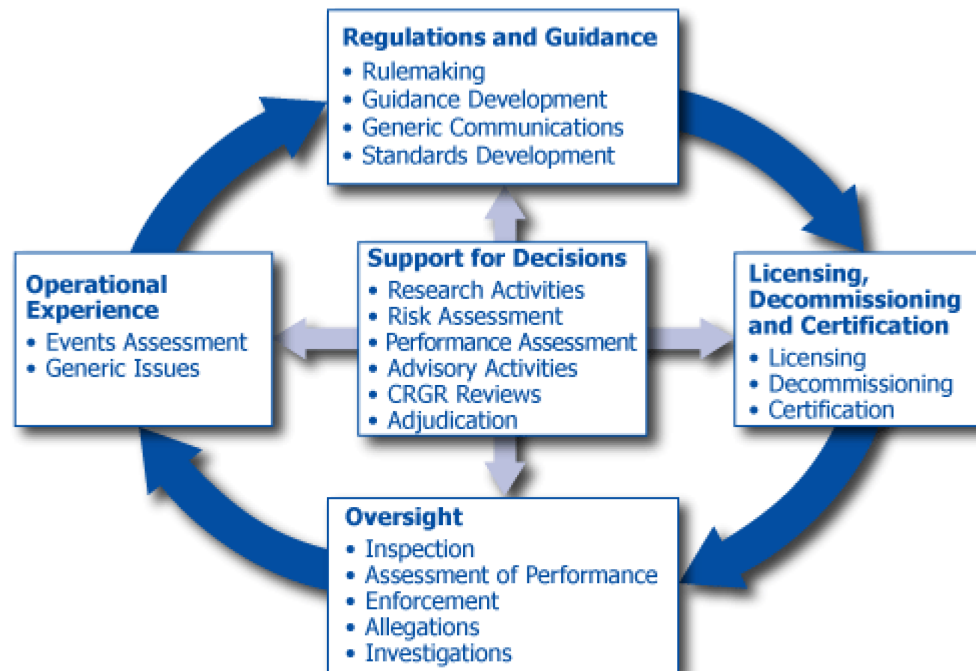 Regulations and Guidance
• Rulemaking
• Guidance Development
• Generic Communications
• Standards Development
Operational
Experience
• Events Assessment
• Generic Issues
Support for Decisions
• Research Activities
• Risk Assessment
• Performance Assessment
• Advisory Activities
• CRGR Reviews
• Adjudication
Licensing,
Decommissioning
and Certification
• Licensing
• Decommissioning
• Certification
Oversight
• Inspection
• Assessment of Performance
• Enforcement
• Allegations
• Investigations